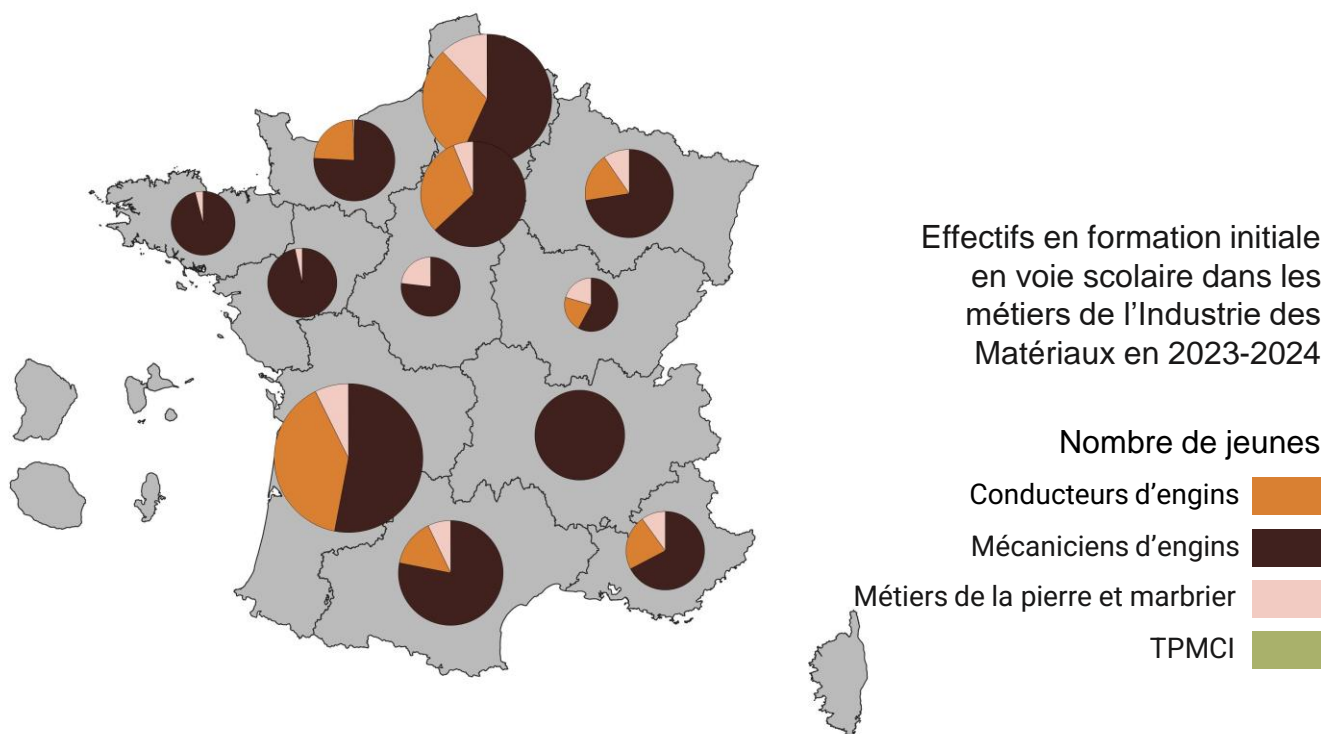 Effectifs en formation initiale
en voie scolaire dans les
métiers de l’Industrie des
Matériaux en 2023-2024
Nombre de jeunes
Conducteurs d’engins
Mécaniciens d’engins
Métiers de la pierre et marbrier
TPMCI